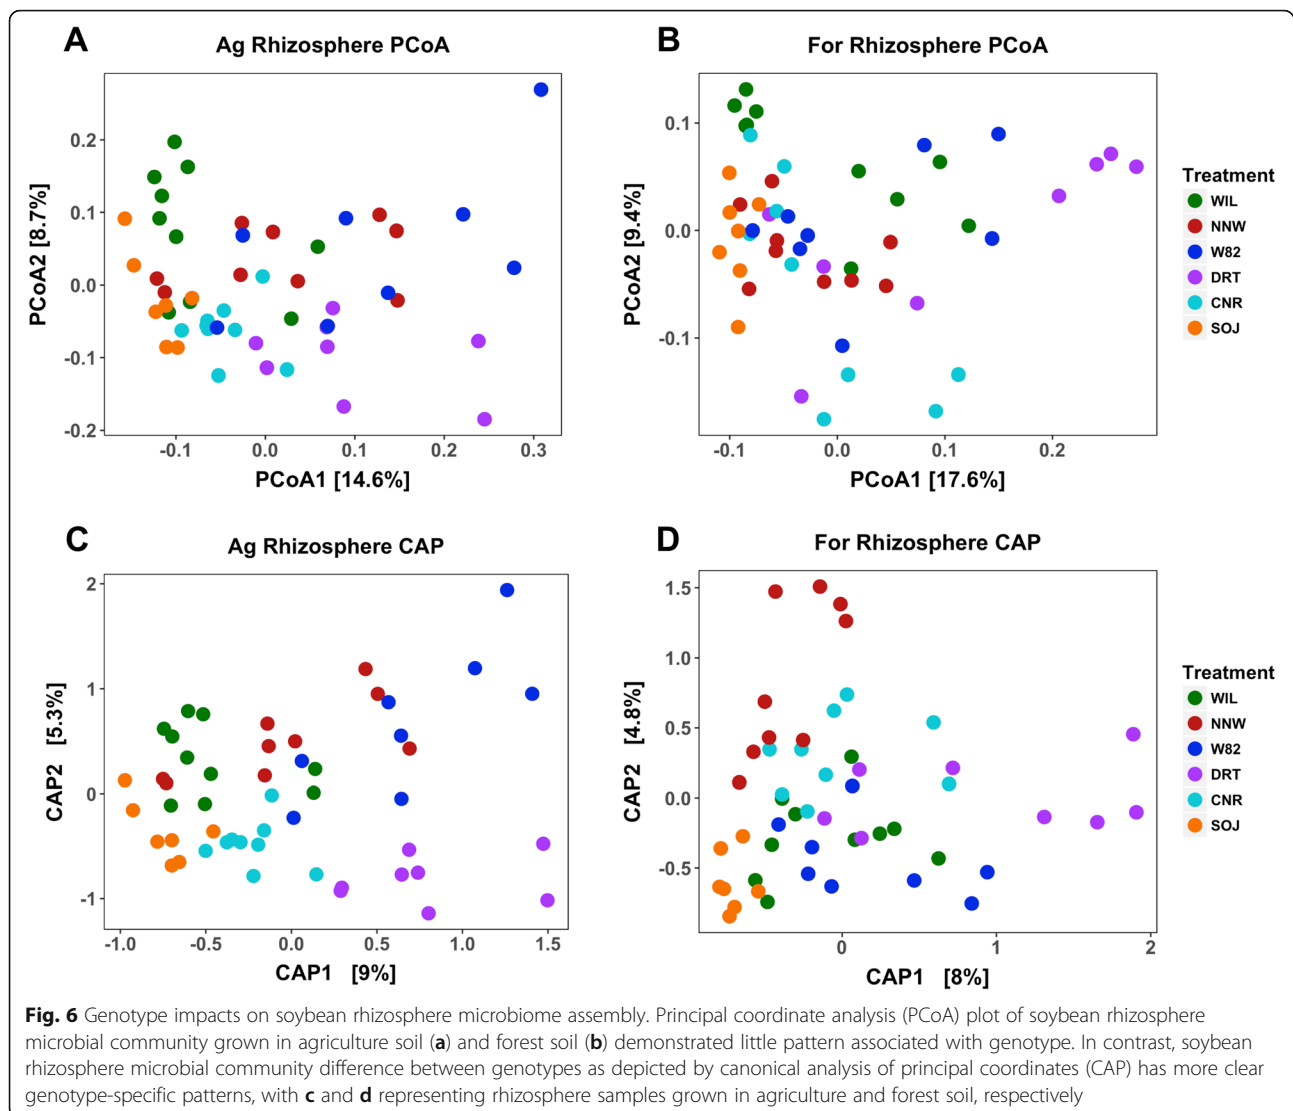 A
Ag Rhizosphere PCoA
PCoA2 [8.7%]
0.2
0.1
0.0
-0.1
-0.2
-0.1
0.0
0.1
0.2
0.3
PCoA1 [14.6%]
B
For Rhizosphere PCoA
PCoA2 [9.4%]
0.1
0.0
-0.1
-0.1
0.0
0.1
0.2
PCoA1 [17.6%]
Treatment
WIL
NNW
W82
DRT
CNR
SOJ
C
Ag Rhizosphere CAP
CAP2 [5.3%]
2
1
0
-1
-1.0
-0.5
0.0
0.5
1.0
1.5
CAP1 [9%]
D
For Rhizosphere CAP
CAP2 [4.8%]
1.5
1.0
0.5
0.0
-0.5
0
1
2
CAP1 [8%]
Treatment
WIL
NNW
W82
DRT
CNR
SOJ
Fig. 6 Genotype impacts on soybean rhizosphere microbiome assembly. Principal coordinate analysis (PCoA) plot of soybean rhizosphere
microbial community grown in agriculture soil (a) and forest soil (b) demonstrated little pattern associated with genotype. In contrast, soybean
rhizosphere microbial community difference between genotypes as depicted by canonical analysis of principal coordinates (CAP) has more clear
genotype-specific patterns, with c and d representing rhizosphere samples grown in agriculture and forest soil, respectively